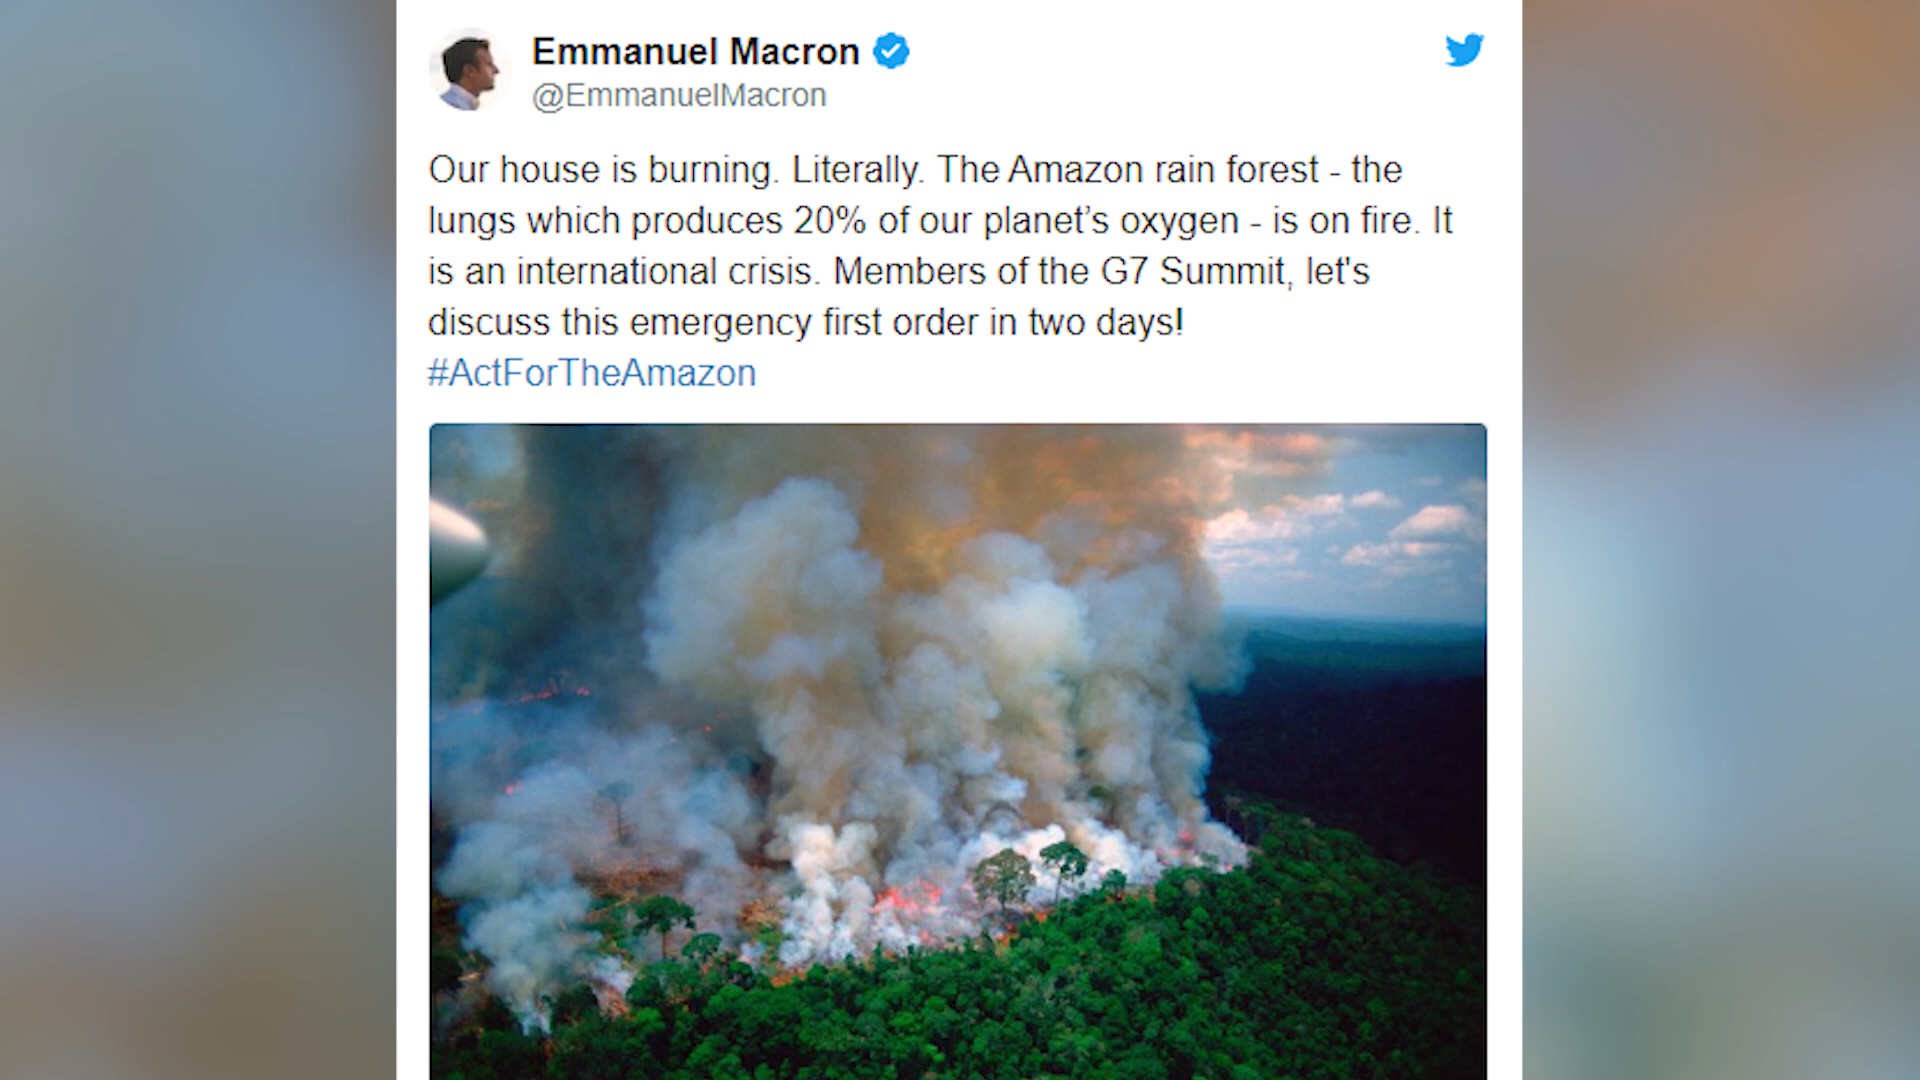 Emmanuel Macron
@EmmanuelMacron
Our house is burning. Literally. The Amazon rain forest - the
lungs which produces 20% of our planet’s oxygen - is on fire. It
is an international crisis. Members of the G7 Summit, let's
discuss this emergency first order in two days!
#ActForTheAmazon